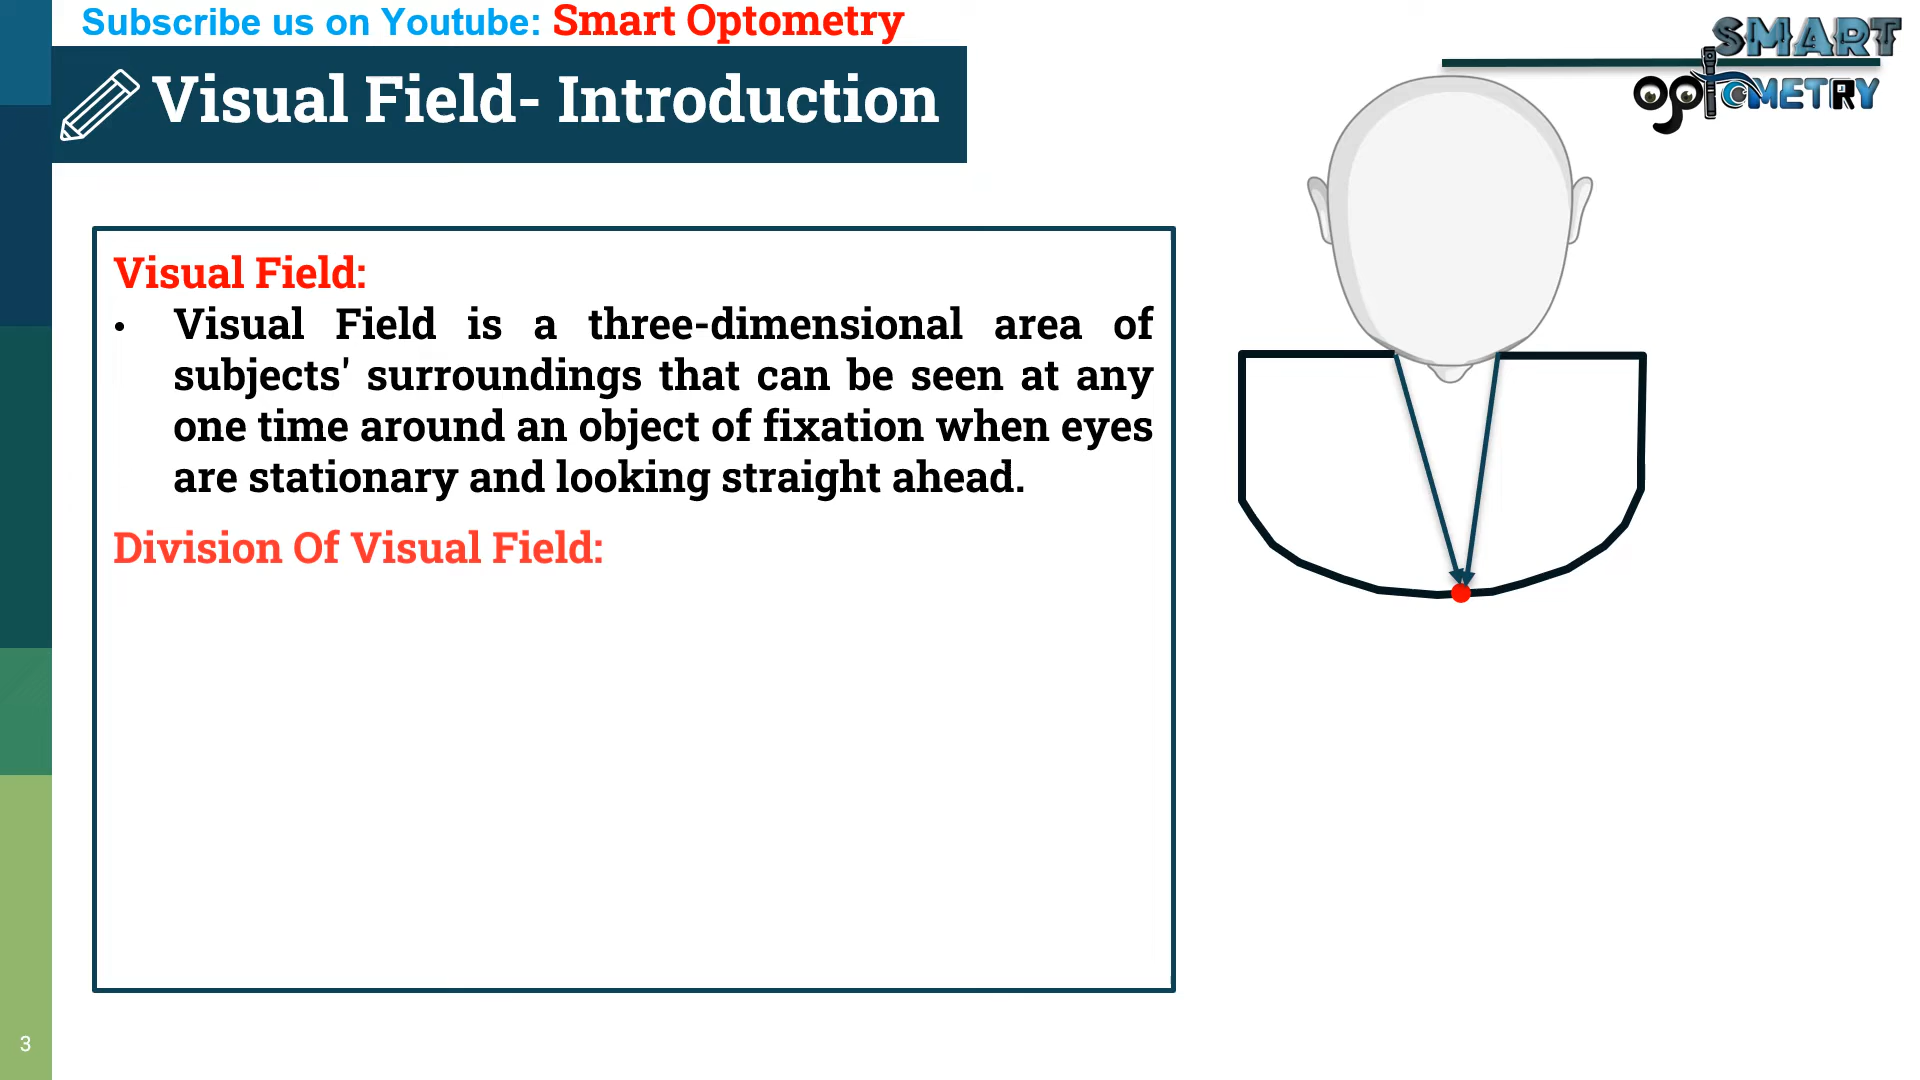 Subscribe us on Youtube: Smart Optometry
SMART
OptOMETRY
Visual Field- Introduction
Visual Field:
• Visual Field is a three-dimensional area of
subjects' surroundings that can be seen at any
one time around an object of fixation when eyes
are stationary and looking straight ahead.
Division Of Visual Field:
3